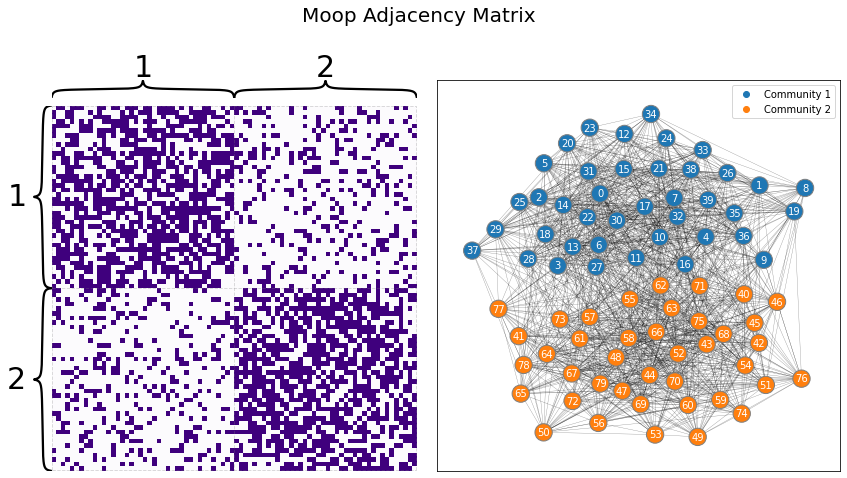 Moop Adjacency Matrix
1 2
1
2
Community 1
Community 2
34
23
12
24
20
33
5
31 15 21 38 26
1 8
0
25 2 14 17 7 39
22 30 32 35 19
29
18 10 4 36
37 13 6
28 3 27 11 16 9
62 71
55 40 46
77 73 57 63 75 45
41 61 58 66 68 42
64 48 52 43
78 67 44 54
79 70 51 76
65 72 47 69 60 59
74
50 56 53 49